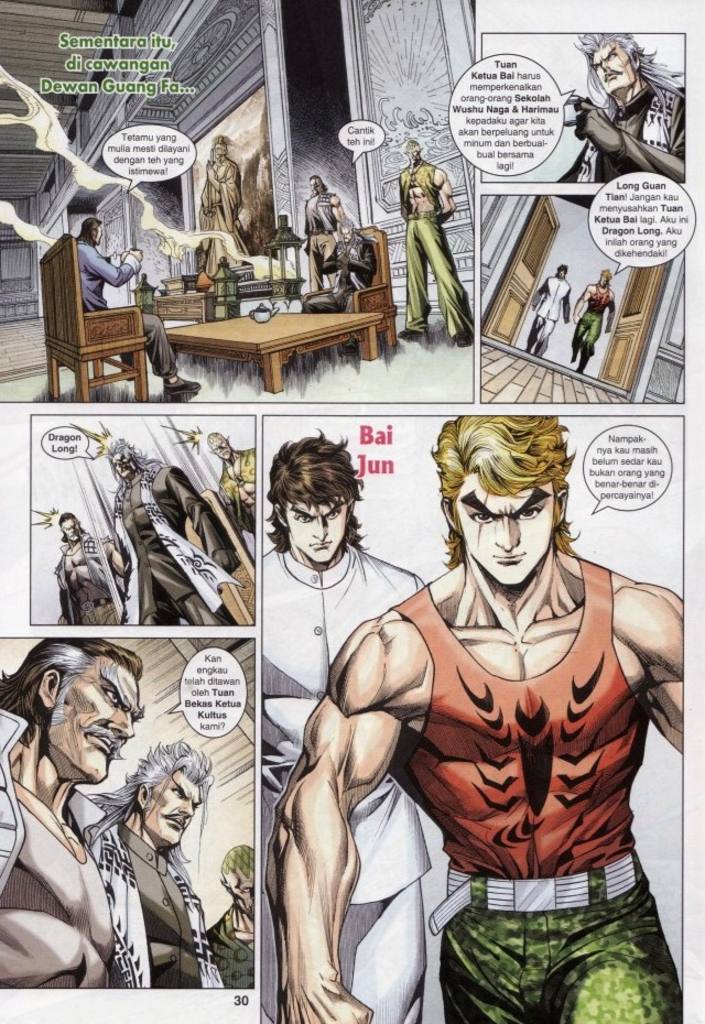 Sementara itu,
di cawangan
Dewan Guang Fa...
Tetamu yang
mulia mesti dilayani
dengan teh yang
istimewa!
Cantik
teh ini!
Tuan
Ketua Bai harus
memperkenalkan
orang-orang Sekolah
Wushu Naga & Harimau
kepadaku agar kita
akan berpeluang untuk
minum dan berbual-
bual bersama
lagi!
Long Guan
Tian! Jangan kau
menyusahkan Tuan
Ketua Bai. Aku ini
Dragon Long. Aku
inilah orang yang
dikehendaki!
Dragon
Long!
Bai
Jun
Nampak-
nya kau masih
belum sedar kau
bukan orang yang
benar-benar di-
percayainya!
Kan
engkau
telah ditawan
oleh Tuan
Bekas Ketua
Kultus
kami?
30